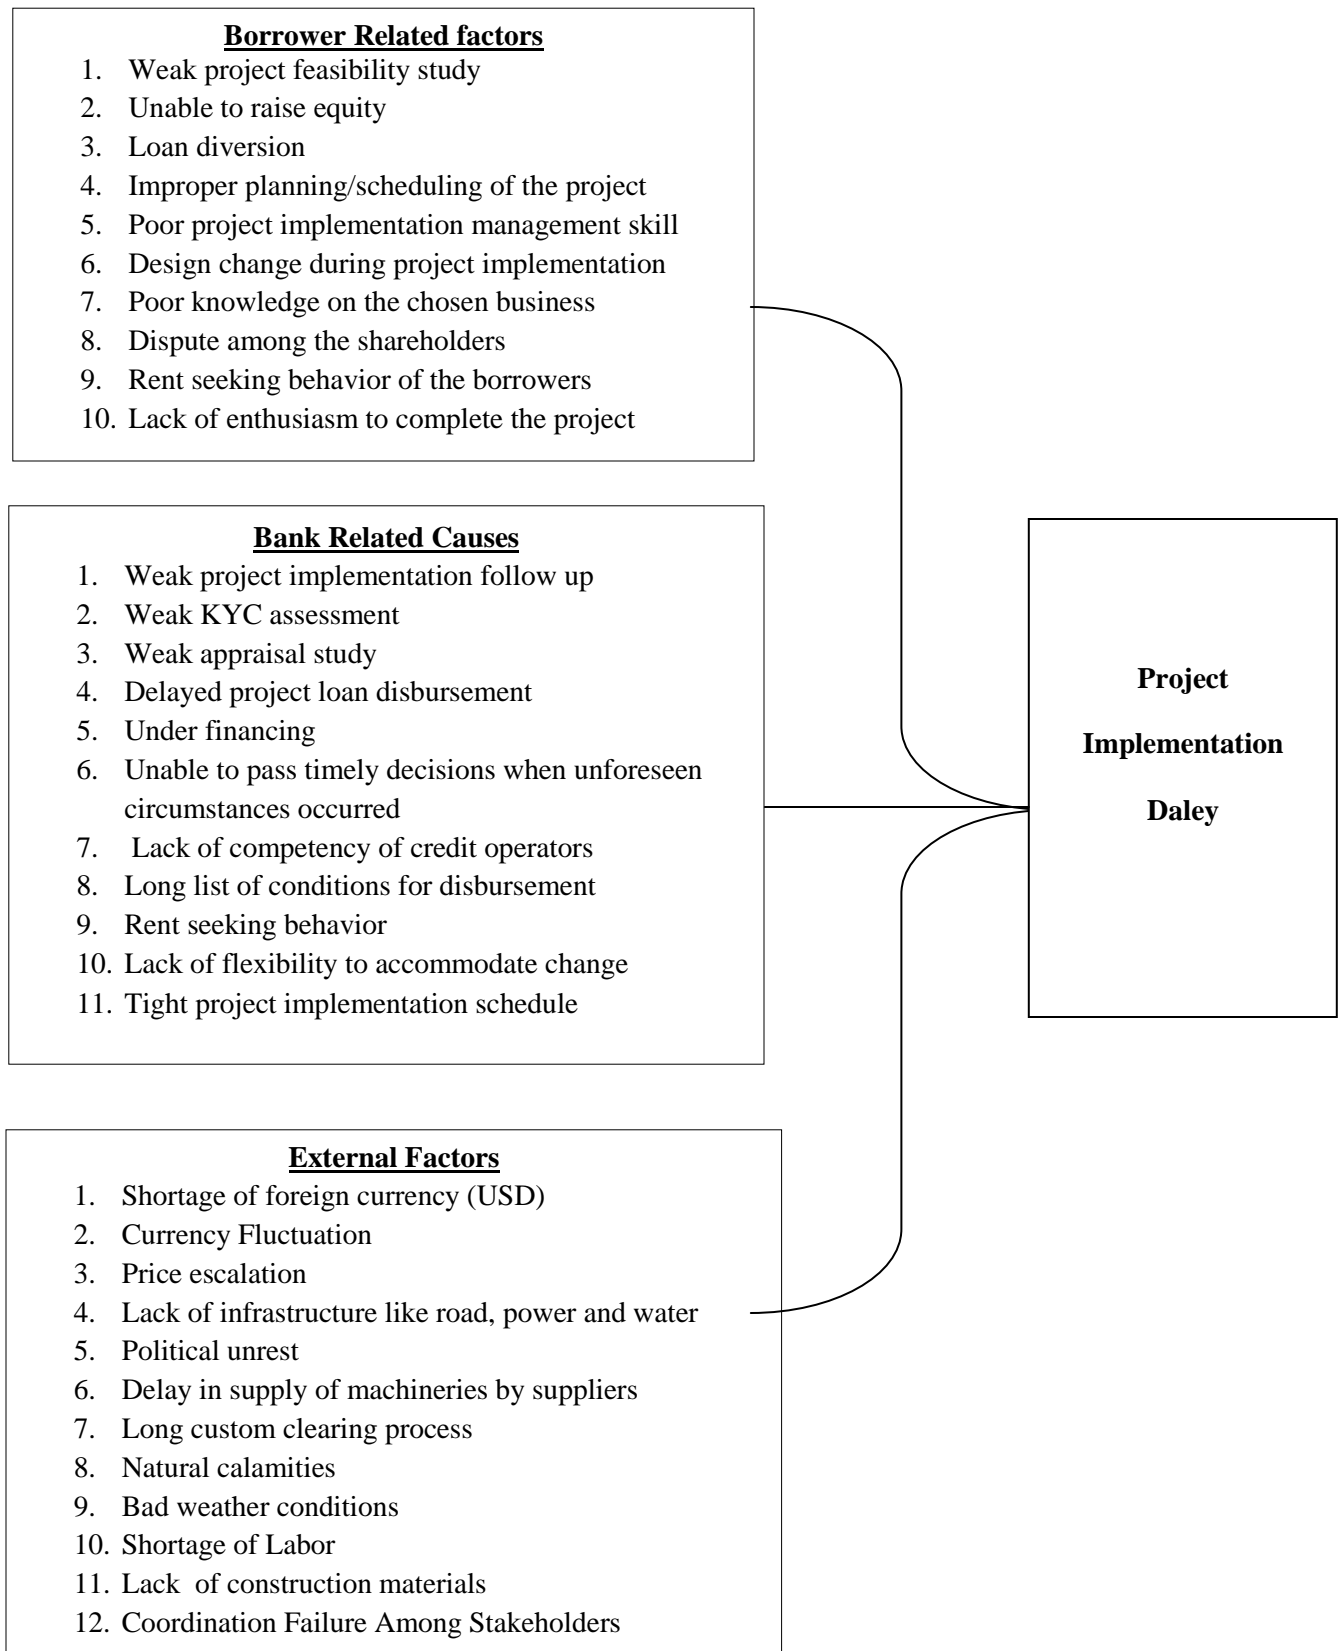 Borrower Related factors
1. Weak project feasibility study
2. Unable to raise equity
3. Loan diversion
4. Improper planning/scheduling of the project
5. Poor project implementation management skill
6. Design change during project implementation
7. Poor knowledge on the chosen business
8. Dispute among the shareholders
9. Rent seeking behavior of the borrowers
10. Lack of enthusiasm to complete the project
Bank Related Causes
1. Weak project implementation follow up
2. Weak KYC assessment
3. Weak appraisal study
4. Delayed project loan disbursement
5. Under financing
6. Unable to pass timely decisions when unforeseen
circumstances occurred
7. Lack of competency of credit operators
8. Long list of conditions for disbursement
9. Rent seeking behavior
10. Lack of flexibility to accommodate change
11. Tight project implementation schedule
Project
Implementation
Daley
External Factors
1. Shortage of foreign currency (USD)
2. Currency Fluctuation
3. Price escalation
4. Lack of infrastructure like road, power and water
5. Political unrest
6. Delay in supply of machineries by suppliers
7. Long custom clearing process
8. Natural calamities
9. Bad weather conditions
10. Shortage of Labor
11. Lack of construction materials
12. Coordination Failure Among Stakeholders